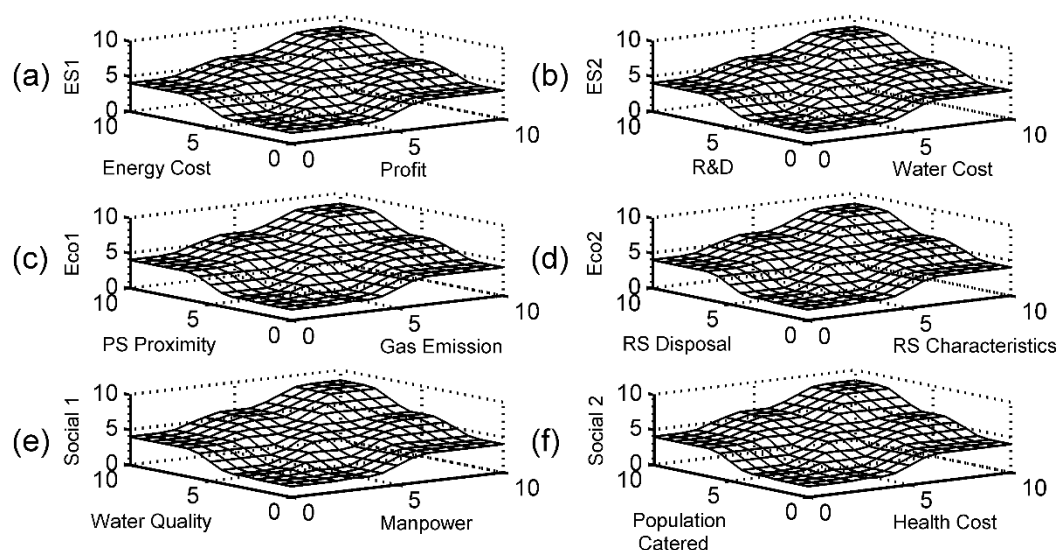 (a)
ES1
10
5
0
10
5
0
0
5
10
Energy Cost
Profit
(b)
ES2
10
5
0
10
5
0
0
5
10
R&D
Water Cost
(c)
Eco1
10
5
0
10
5
0
0
5
10
PS Proximity
Gas Emission
(d)
Eco2
10
5
0
10
5
0
0
5
10
RS Disposal
RS Characteristics
(e)
Social 1
10
5
0
10
5
0
0
5
10
Water Quality
Manpower
(f)
Social 2
10
5
0
10
5
0
0
5
10
Population
Catered
Health Cost